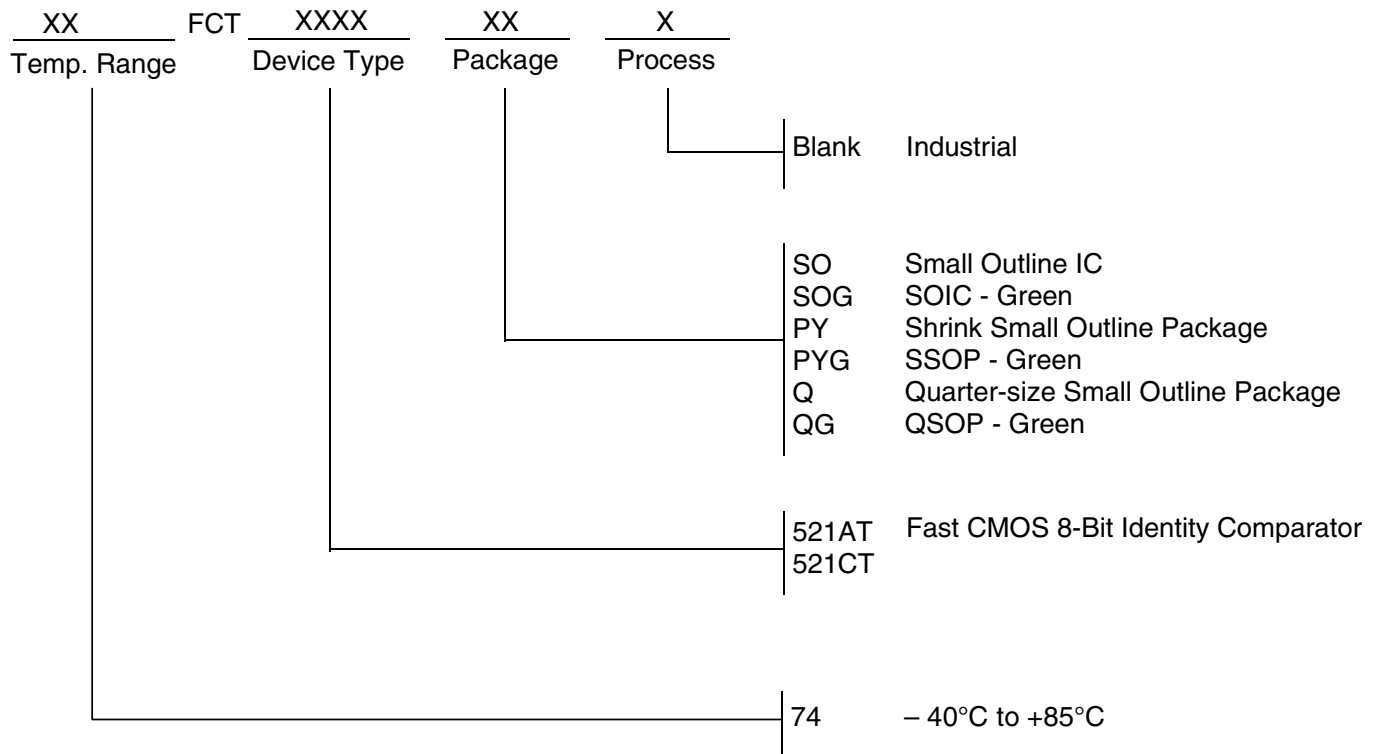 XX FCT XXXX XX X
Temp. Range Device Type Package Process
Blank Industrial
SO Small Outline IC
SOG SOIC - Green
PY Shrink Small Outline Package
PYG SSOP - Green
Q Quarter-size Small Outline Package
QG QSOP - Green
521AT Fast CMOS 8-Bit Identity Comparator
521CT
74 – 40°C to +85°C